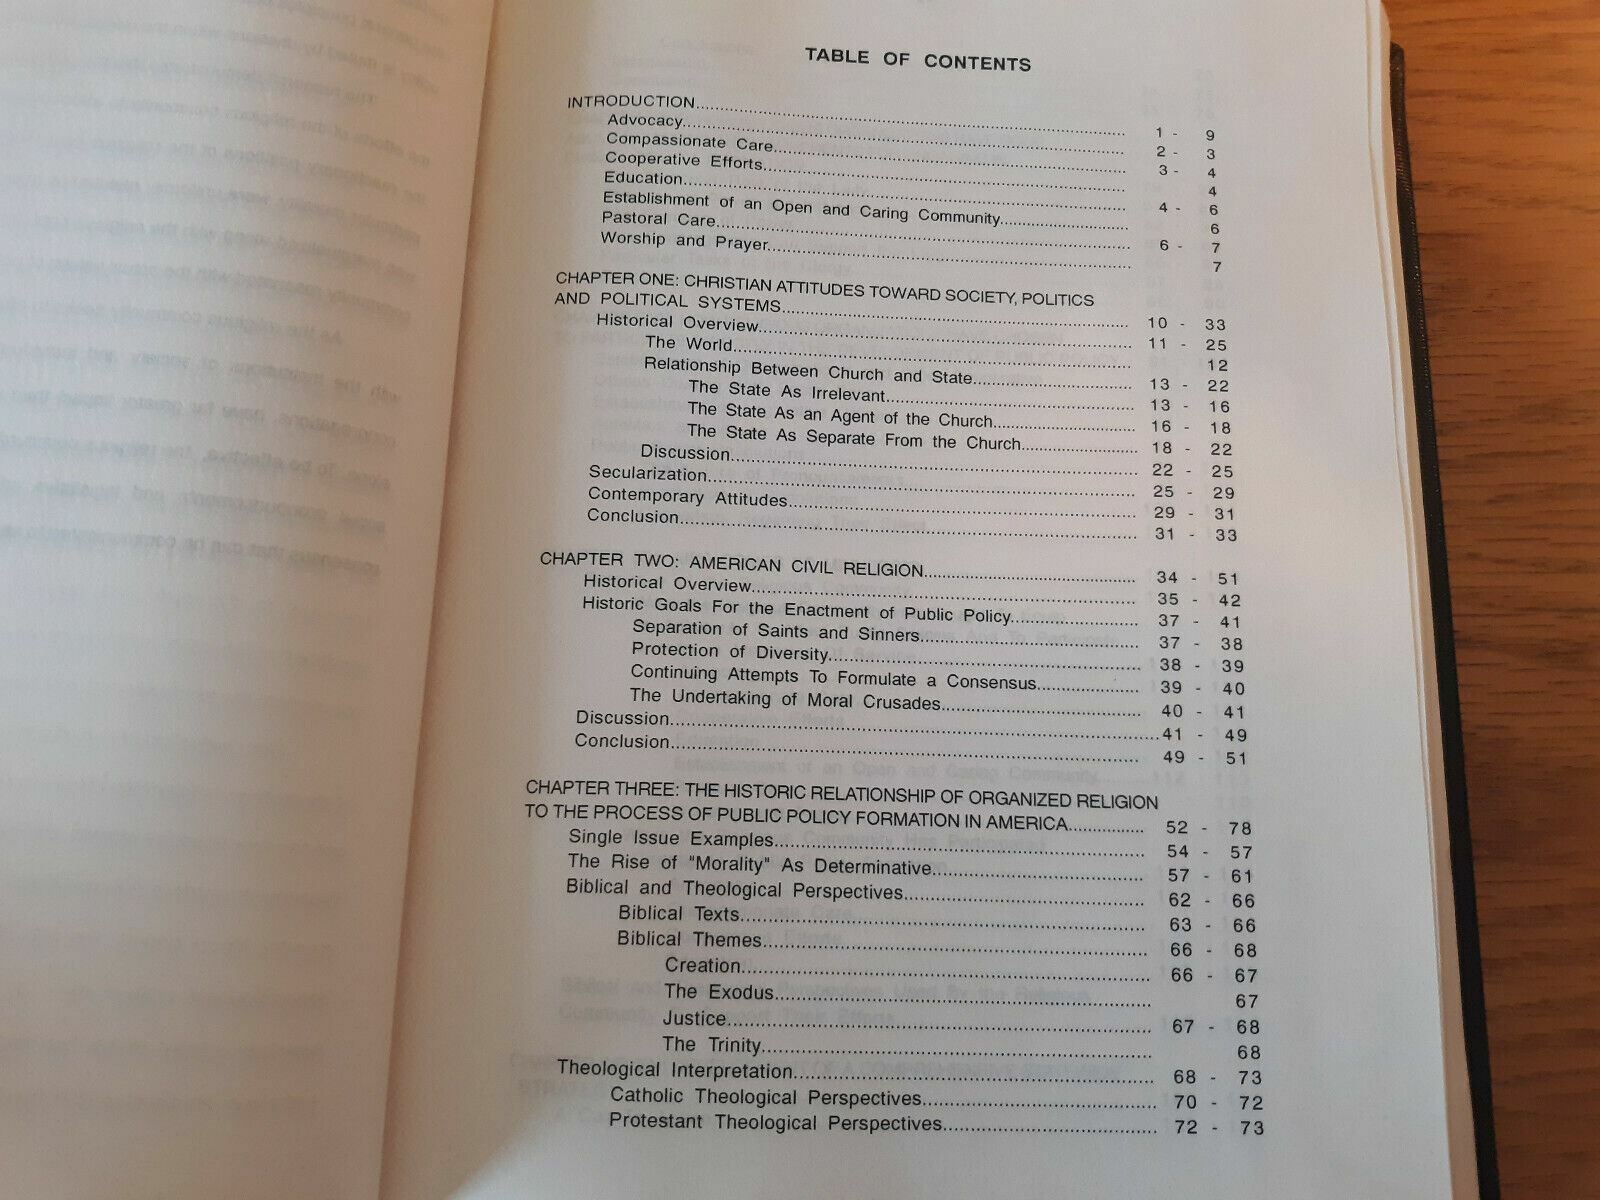 TABLE OF CONTENTS
INTRODUCTION.......... 1 - 9
Advocacy.......... 2 - 3
Compassionate Care.......... 3 - 4
Cooperative Efforts.......... 4
Education.......... 4 - 6
Establishment of an Open and Caring Community.......... 6
Pastoral Care.......... 6 - 7
Worship and Prayer.......... 7
CHAPTER ONE: CHRISTIAN ATTITUDES TOWARD SOCIETY, POLITICS
AND POLITICAL SYSTEMS.......... 10 - 33
Historical Overview.......... 11 - 25
The World.......... 12
Relationship Between Church and State.......... 13 - 22
The State As Irrelevant.......... 13 - 16
The State As an Agent of the Church.......... 16 - 18
The State As Separate From the Church.......... 18 - 22
Discussion.......... 22 - 25
Secularization.......... 25 - 29
Contemporary Attitudes.......... 29 - 31
Conclusion.......... 31 - 33
CHAPTER TWO: AMERICAN CIVIL RELIGION.......... 34 - 51
Historical Overview.......... 35 - 42
Historic Goals For the Enactment of Public Policy.......... 37 - 41
Separation of Saints and Sinners.......... 37 - 38
Protection of Diversity.......... 38 - 39
Continuing Attempts To Formulate a Consensus.......... 39 - 40
The Undertaking of Moral Crusades.......... 40 - 41
Discussion.......... 41 - 49
Conclusion.......... 49 - 51
CHAPTER THREE: THE HISTORIC RELATIONSHIP OF ORGANIZED RELIGION
TO THE PROCESS OF PUBLIC POLICY FORMATION IN AMERICA.......... 52 - 78
Single Issue Examples.......... 54 - 57
The Rise of "Morality" As Determinative.......... 57 - 61
Biblical and Theological Perspectives.......... 62 - 66
Biblical Texts.......... 63 - 66
Biblical Themes.......... 66 - 68
Creation.......... 66 - 67
The Exodus.......... 67
Justice.......... 67 - 68
The Trinity.......... 68
Theological Interpretation.......... 68 - 73
Catholic Theological Perspectives.......... 70 - 72
Protestant Theological Perspectives.......... 72 - 73